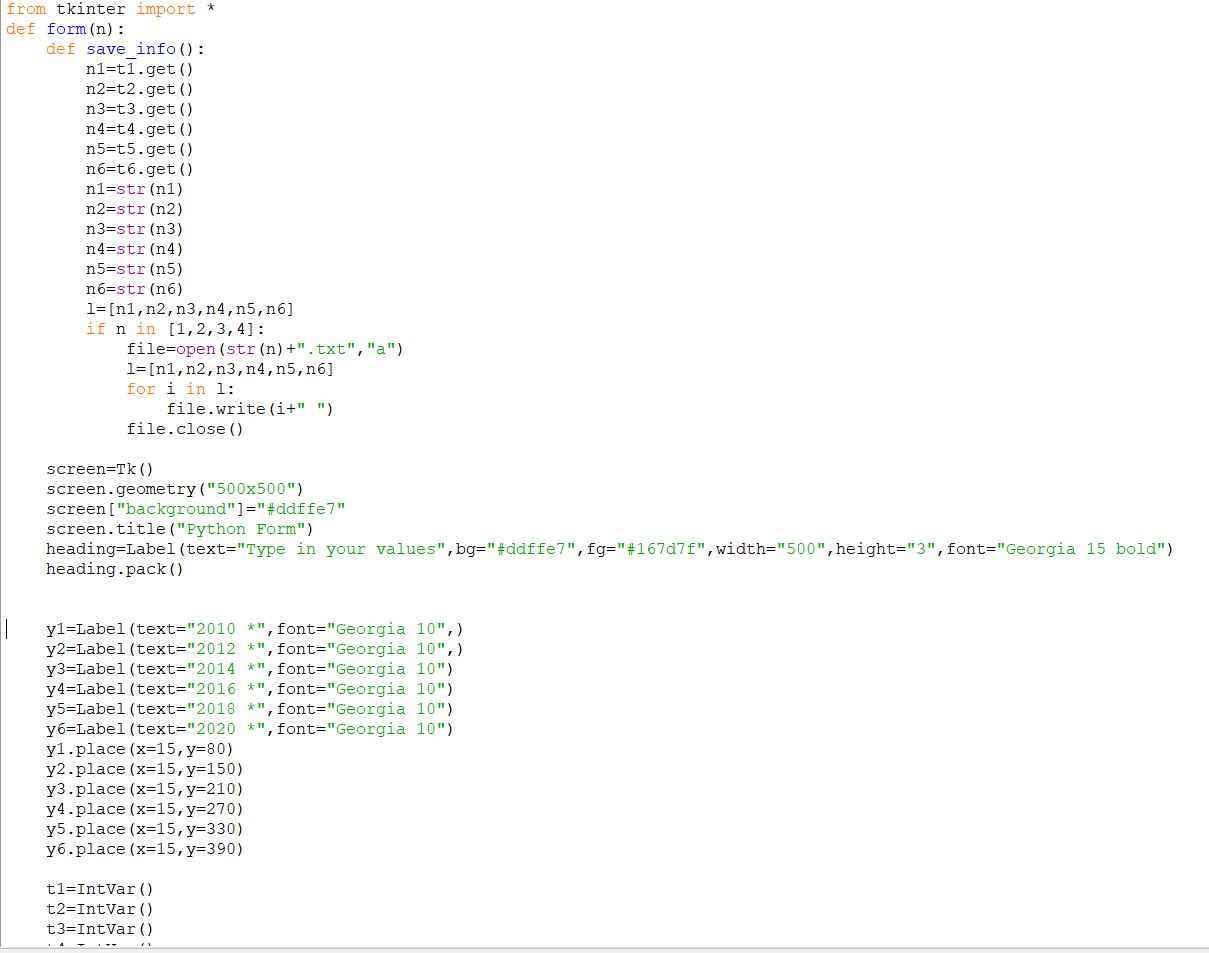 from tkinter import *
def form(n):
    def save_info():
        n1=t1.get()
        n2=t2.get()
        n3=t3.get()
        n4=t4.get()
        n5=t5.get()
        n6=t6.get()
        n1=str(n1)
        n2=str(n2)
        n3=str(n3)
        n4=str(n4)
        n5=str(n5)
        n6=str(n6)
        l=[n1,n2,n3,n4,n5,n6]
        if n in [1,2,3,4]:
            file=open(str(n)+".txt","a")
            l=[n1,n2,n3,n4,n5,n6]
            for i in l:
                file.write(i+" ")
            file.close()

    screen=Tk()
    screen.geometry("500x500")
    screen["background"]="#ddffe7"
    screen.title("Python Form")
    heading=Label(text="Type in your values",bg="#ddffe7",fg="#167d7f",width="500",height="3",font="Georgia 15 bold")
    heading.pack()


    y1=Label(text="2010 *",font="Georgia 10",)
    y2=Label(text="2012 *",font="Georgia 10",)
    y3=Label(text="2014 *",font="Georgia 10")
    y4=Label(text="2016 *",font="Georgia 10")
    y5=Label(text="2018 *",font="Georgia 10")
    y6=Label(text="2020 *",font="Georgia 10")
    y1.place(x=15,y=80)
    y2.place(x=15,y=150)
    y3.place(x=15,y=210)
    y4.place(x=15,y=270)
    y5.place(x=15,y=330)
    y6.place(x=15,y=390)

    t1=IntVar()
    t2=IntVar()
    t3=IntVar()